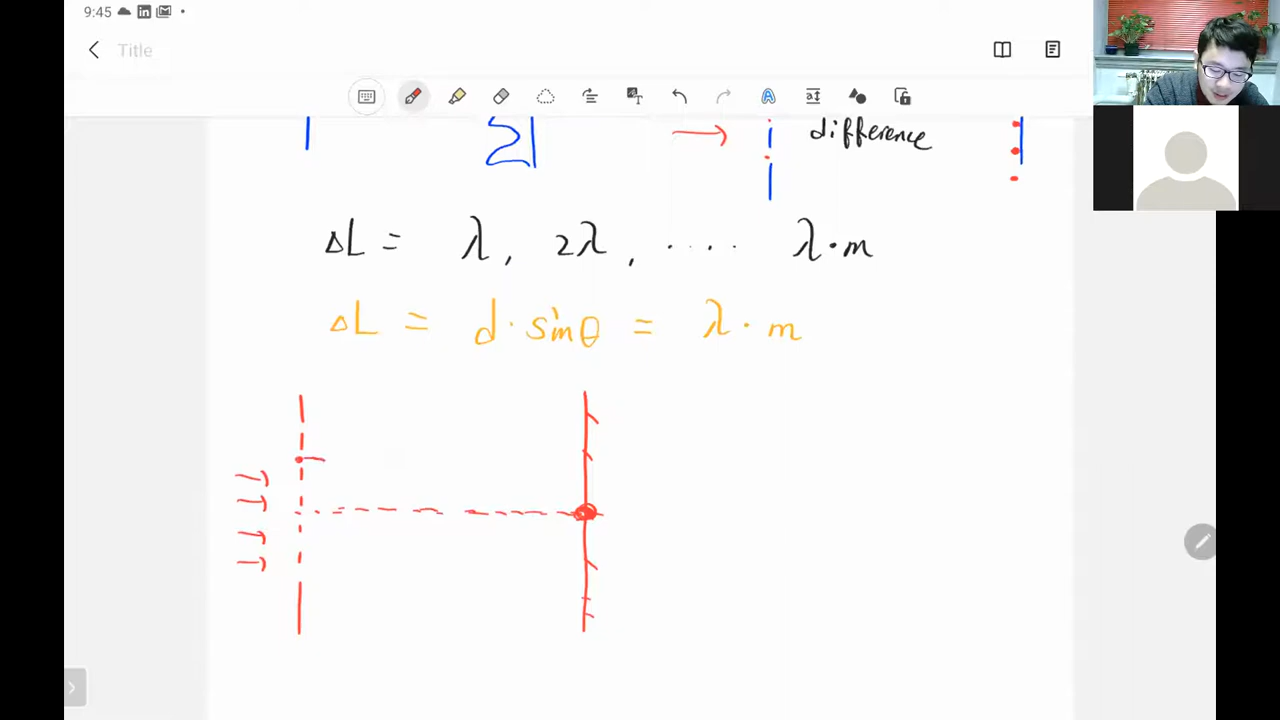 9:45
Title
difference
ΔL = λ, 2λ, .... λ·m
ΔL = d·sinθ = λ·m